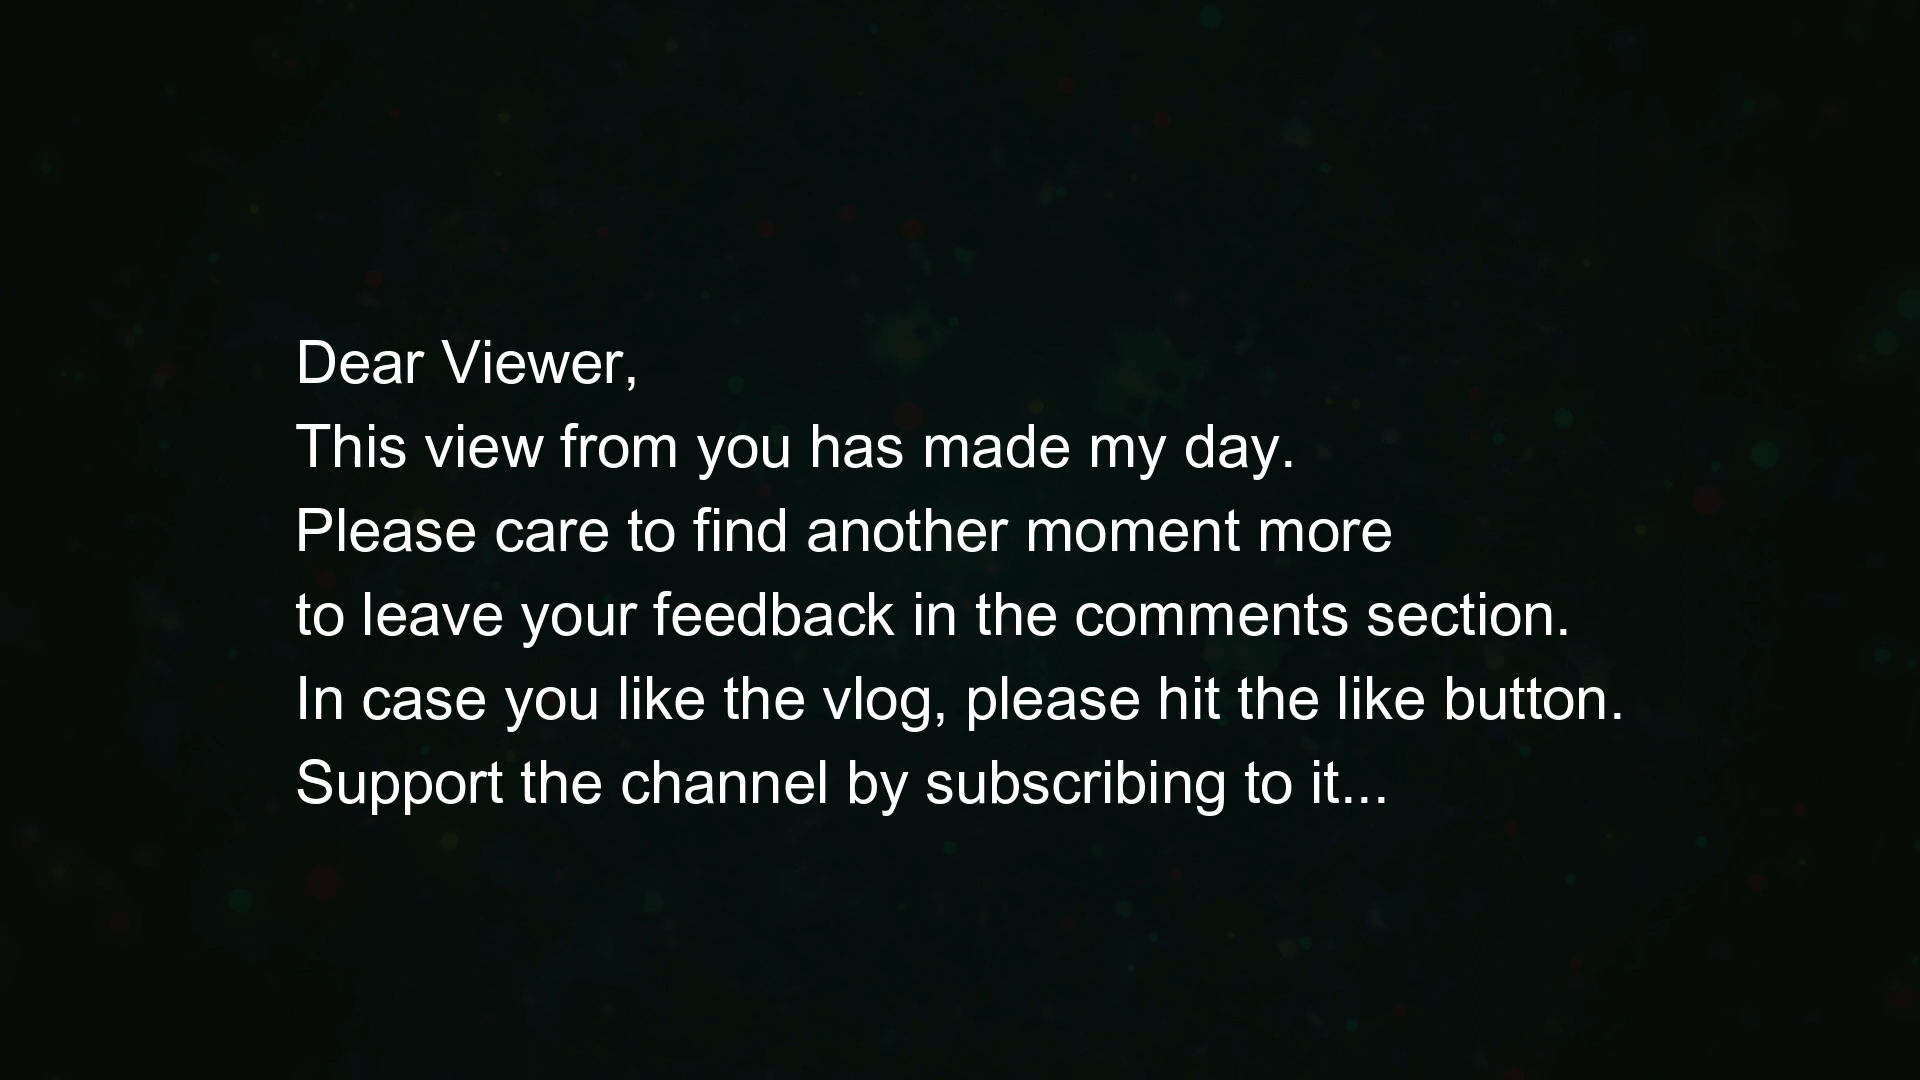 Dear Viewer,
This view from you has made my day.
Please care to find another moment more
to leave your feedback in the comments section.
In case you like the vlog, please hit the like button.
Support the channel by subscribing to it...